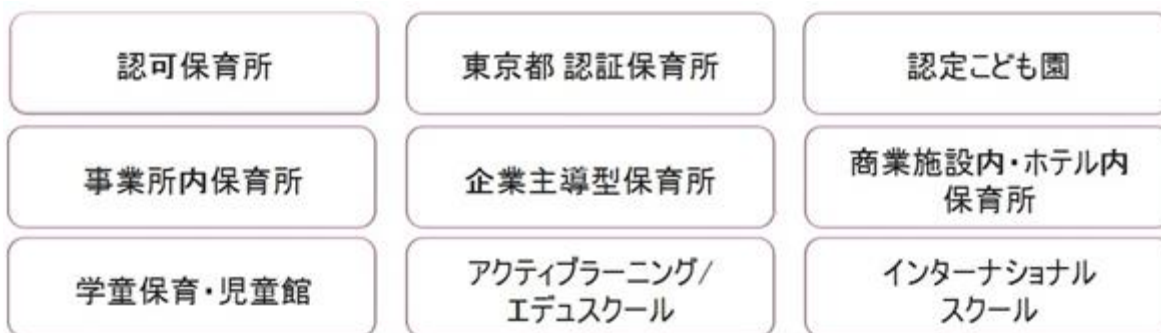 認可保育所
東京都 認証保育所
認定こども園
事業所内保育所
企業主導型保育所
商業施設内・ホテル内
保育所
学童保育・児童館
アクティブラーニング/
エデュスクール
インターナショナル
スクール